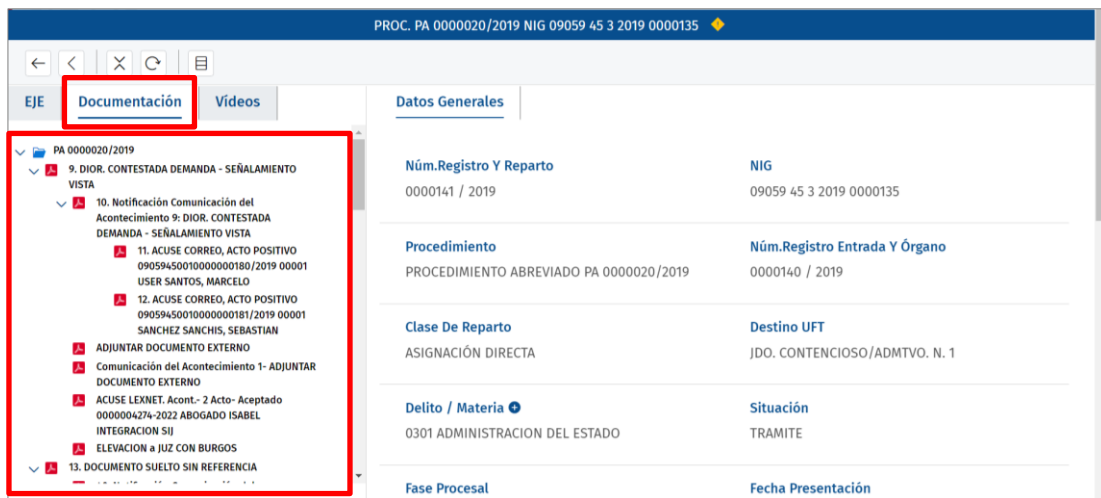 PROC. PA 0000020/2019 NIG 09059 45 3 2019 0000135
EJE
Documentación
Vídeos
PA 0000020/2019
9. DIOR. CONTESTADA DEMANDA - SEÑALAMIENTO
VISTA
10. Notificación Comunicación del
Acontecimiento 9: DIOR. CONTESTADA
DEMANDA - SEÑALAMIENTO VISTA
11. ACUSE CORREO, ACTO POSITIVO
09059450010000000180/2019 00001
USER SANTOS, MARCELO
12. ACUSE CORREO, ACTO POSITIVO
09059450010000000181/2019 00001
SANCHEZ SANCHIS, SEBASTIAN
ADJUNTAR DOCUMENTO EXTERNO
Comunicación del Acontecimiento 1- ADJUNTAR
DOCUMENTO EXTERNO
ACUSE LEXNET. Acont.- 2 Acto- Aceptado
0000004274-2022 ABOGADO ISABEL
INTEGRACION SIJ
ELEVACION a JUZ CON BURGOS
13. DOCUMENTO SUELTO SIN REFERENCIA
Datos Generales
Núm.Registro Y Reparto
0000141 / 2019
NIG
09059 45 3 2019 0000135
Procedimiento
PROCEDIMIENTO ABREVIADO PA 0000020/2019
Núm.Registro Entrada Y Órgano
0000140 / 2019
Clase De Reparto
ASIGNACIÓN DIRECTA
Destino UFT
JDO. CONTENCIOSO/ADMTVO. N. 1
Delito / Materia
0301 ADMINISTRACION DEL ESTADO
Situación
TRAMITE
Fase Procesal
Fecha Presentación